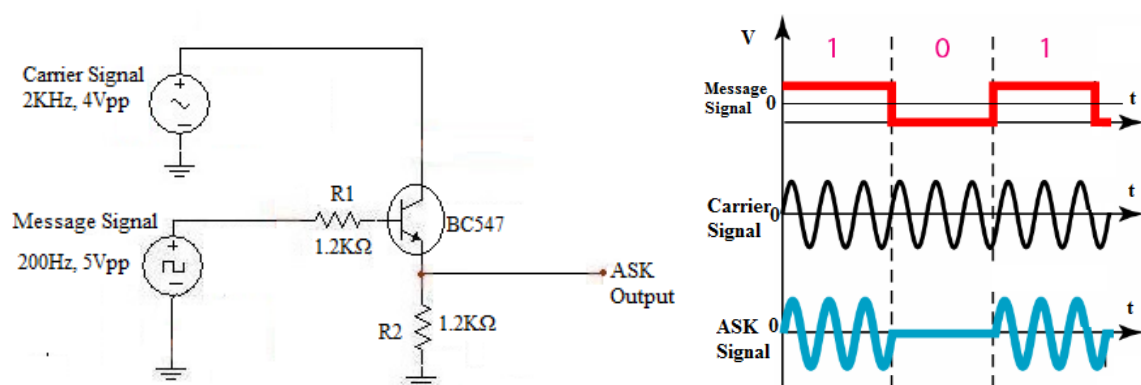 Carrier Signal
2KHz, 4Vpp
+
−
Message Signal
200Hz, 5Vpp
+
−
R1
1.2KΩ
BC547
ASK
Output
R2
1.2KΩ
V
1 0 1
Message
Signal
0
t
Carrier
Signal
0
t
ASK
Signal
0
t